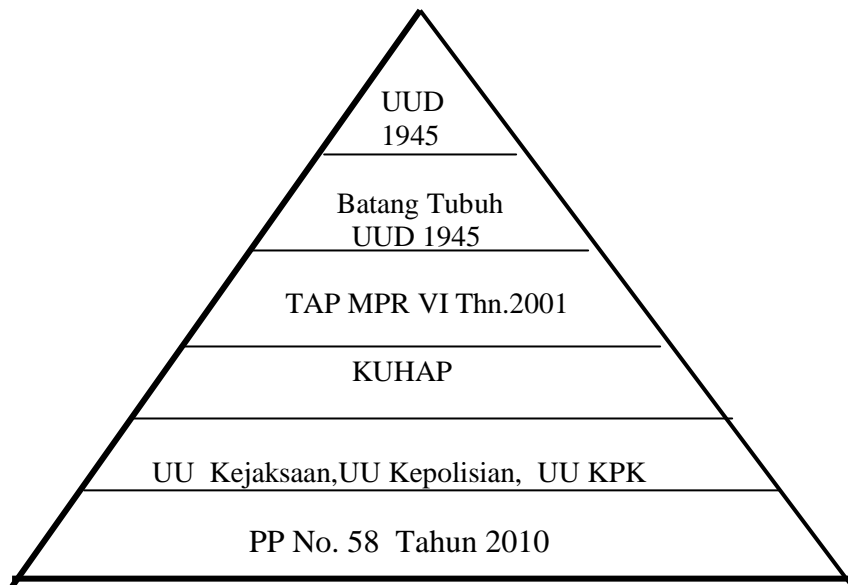 UUD
1945
Batang Tubuh
UUD 1945
TAP MPR VI Thn.2001
KUHAP
UU Kejaksaan,UU Kepolisian, UU KPK
PP No. 58 Tahun 2010